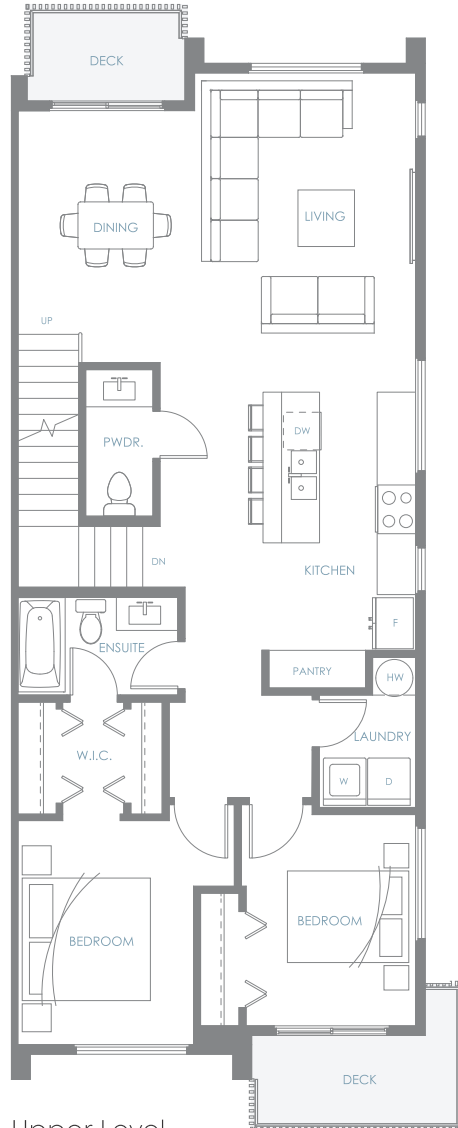 DECK
DINING
LIVING
UP
DW
PWDR.
DN
KITCHEN
F
ENSUITE
PANTRY
HW
LAUNDRY
W.I.C.
W
D
BEDROOM
BEDROOM
DECK
Upper Level